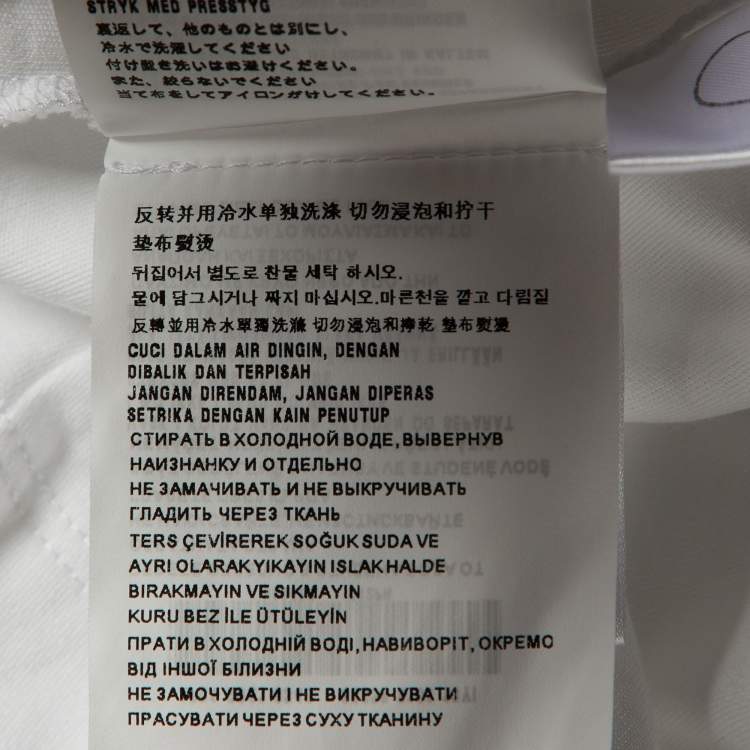 STRYK MED PRESSTYG
裏返して、他のものとは別にし、
冷水で洗濯してください
付け置き洗いはお避けください。
また、絞らないでください
当て布をしてアイロンがけしてください。
反转并用冷水单独洗涤 切勿浸泡和拧干
垫布熨烫
뒤집어서 별도로 찬물 세탁 하시오.
물에 담그시거나 짜지 마십시오.마른천을 깔고 다림질
反轉並用冷水單獨洗滌 切勿浸泡和擰乾 墊布熨燙
CUCI DALAM AIR DINGIN, DENGAN
DIBALIK DAN TERPISAH
JANGAN DIRENDAM, JANGAN DIPERAS
SETRIKA DENGAN KAIN PENUTUP
СТИРАТЬ В ХОЛОДНОЙ ВОДЕ, ВЫВЕРНУВ
НАИЗНАНКУ И ОТДЕЛЬНО
НЕ ЗАМАЧИВАТЬ И НЕ ВЫКРУЧИВАТЬ
ГЛАДИТЬ ЧЕРЕЗ ТКАНЬ
TERS ÇEVİREREK SOĞUK SUDA VE
AYRI OLARAK YIKAYIN ISLAK HALDE
BIRAKMAYIN VE SIKMAYIN
KURU BEZ İLE ÜTÜLEYİN
ПРАТИ В ХОЛОДНІЙ ВОДІ, НАВИВОРІТ, ОКРЕМО
ВІД ІНШОЇ БІЛИЗНИ
НЕ ЗАМОЧУВАТИ І НЕ ВИКРУЧУВАТИ
ПРАСУВАТИ ЧЕРЕЗ СУХУ ТКАНИНУ